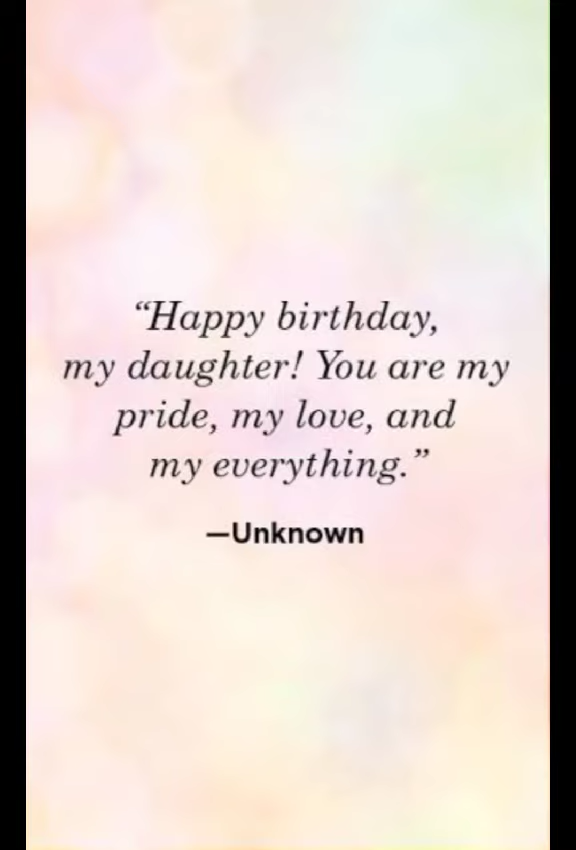 “Happy birthday,
my daughter! You are my
pride, my love, and
my everything.”
—Unknown